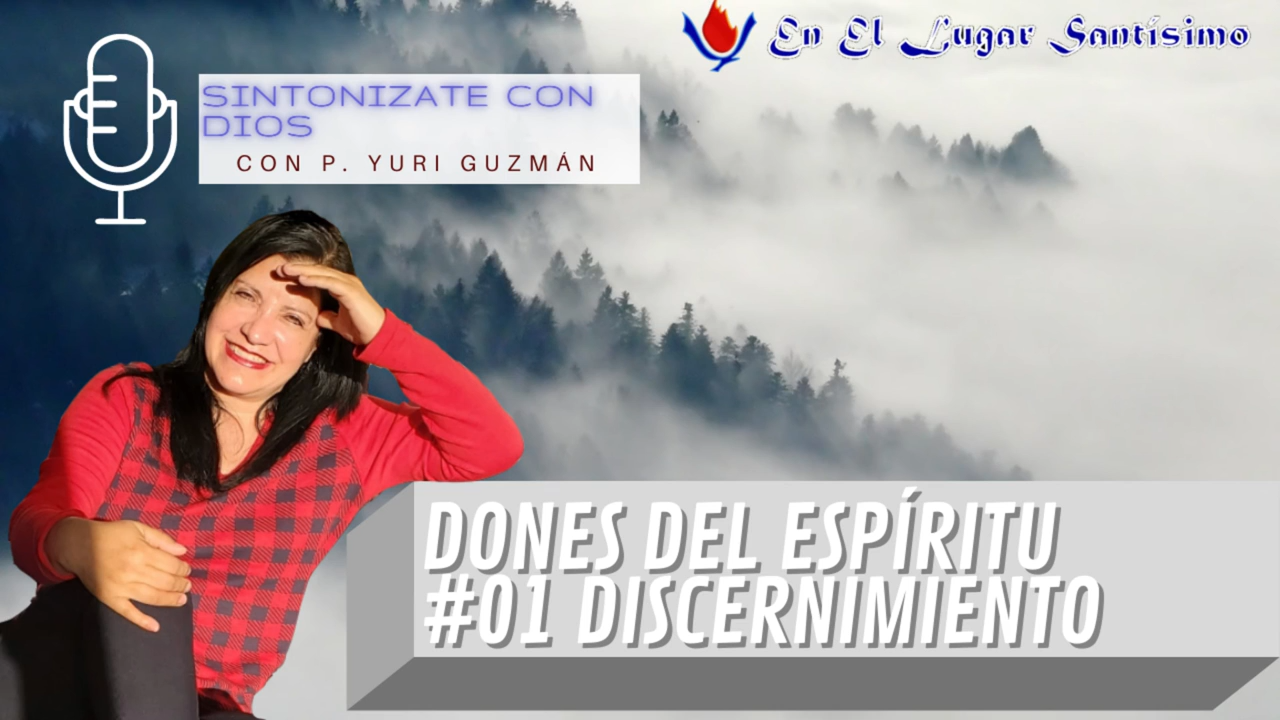 En El Lugar Santísimo
SINTONIZATE CON
DIOS
CON P. YURI GUZMÁN
DONES DEL ESPÍRITU
#01 DISCERNIMIENTO